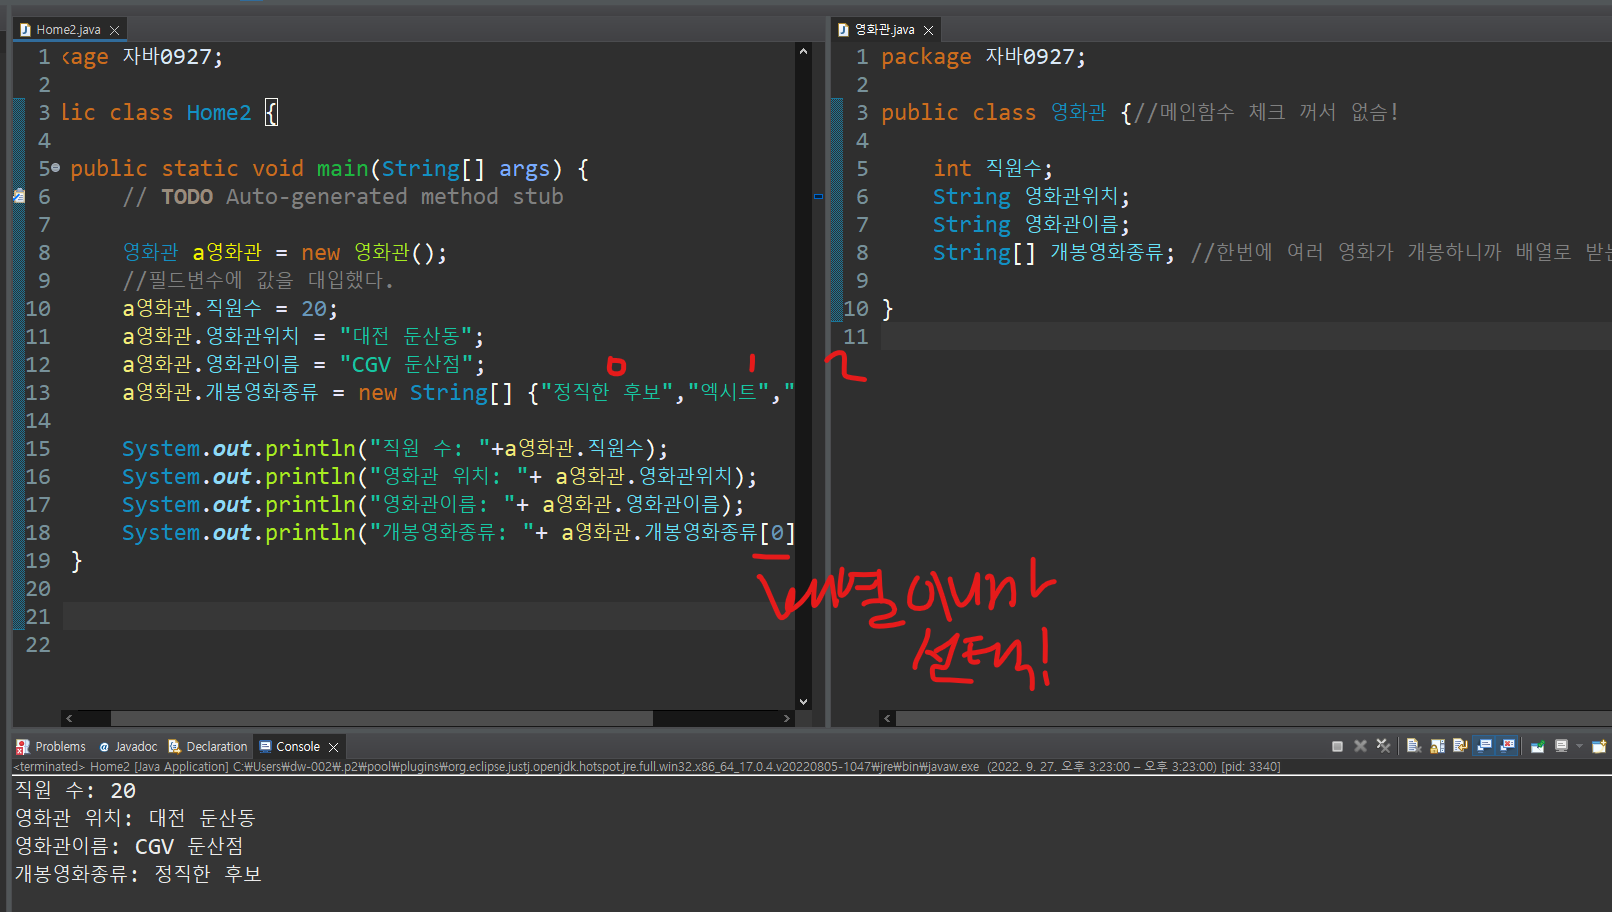 Home2.java
1 kage 자바0927;
2
3 lic class Home2 {
4
5 public static void main(String[] args) {
6 // TODO Auto-generated method stub
7
8 영화관 a영화관 = new 영화관();
9 //필드변수에 값을 대입했다.
10 a영화관.직원수 = 20;
11 a영화관.영화관위치 = "대전 둔산동";
12 a영화관.영화관이름 = "CGV 둔산점";
0 1 2
13 a영화관.개봉영화종류 = new String[] {"정직한 후보","엑시트","
14
15 System.out.println("직원 수: "+a영화관.직원수);
16 System.out.println("영화관 위치: "+ a영화관.영화관위치);
17 System.out.println("영화관이름: "+ a영화관.영화관이름);
18 System.out.println("개봉영화종류: "+ a영화관.개봉영화종류[0]
19 }
20
21
22
배열이니까
선택!
영화관.java
1 package 자바0927;
2
3 public class 영화관 {//메인함수 체크 꺼서 없슴!
4
5 int 직원수;
6 String 영화관위치;
7 String 영화관이름;
8 String[] 개봉영화종류; //한번에 여러 영화가 개봉하니까 배열로 받는
9
10 }
11
Problems Javadoc Declaration Console
<terminated> Home2 [Java Application] C:₩Users₩dw-002₩.p2₩pool₩plugins₩org.eclipse.justj.openjdk.hotspot.jre.full.win32.x86_64_17.0.4.v20220805-1047₩jre₩bin₩javaw.exe (2022. 9. 27. 오후 3:23:00 – 오후 3:23:00) [pid: 3340]
직원 수: 20
영화관 위치: 대전 둔산동
영화관이름: CGV 둔산점
개봉영화종류: 정직한 후보